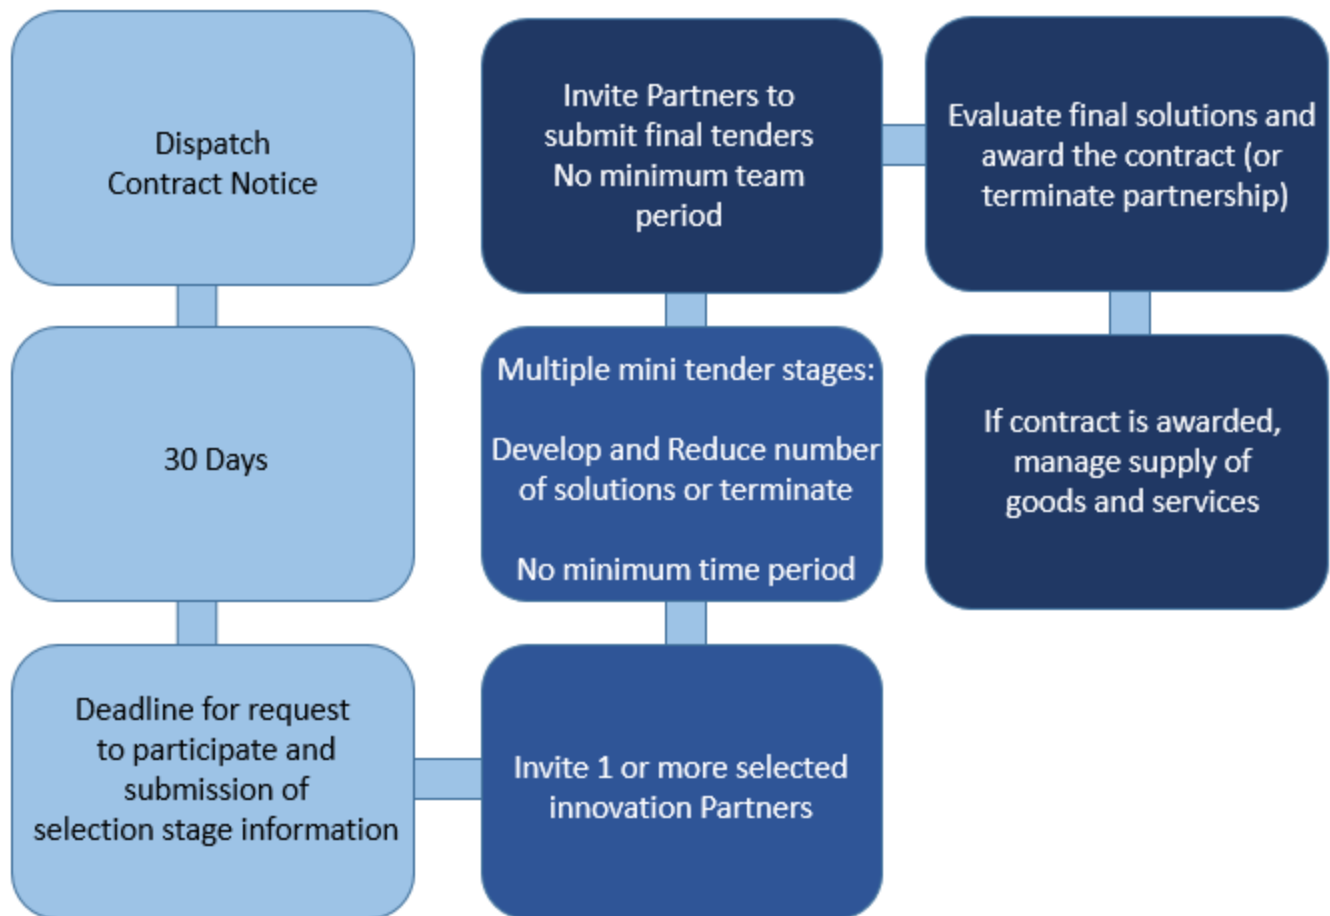 Dispatch
Contract Notice
30 Days
Deadline for request
to participate and
submission of
selection stage information
Invite 1 or more selected
innovation Partners
Multiple mini tender stages:
Develop and Reduce number
of solutions or terminate
No minimum time period
Invite Partners to
submit final tenders
No minimum team
period
Evaluate final solutions and
award the contract (or
terminate partnership)
If contract is awarded,
manage supply of
goods and services